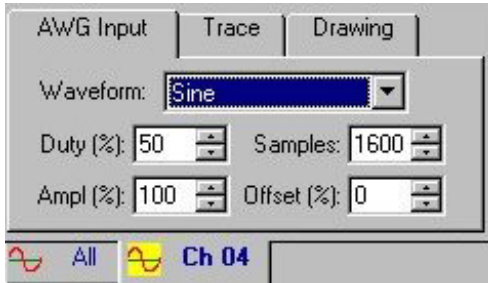 AWG Input Trace Drawing
Waveform: Sine
Duty (%): 50 Samples: 1600
Ampl (%): 100 Offset (%): 0
All Ch 04